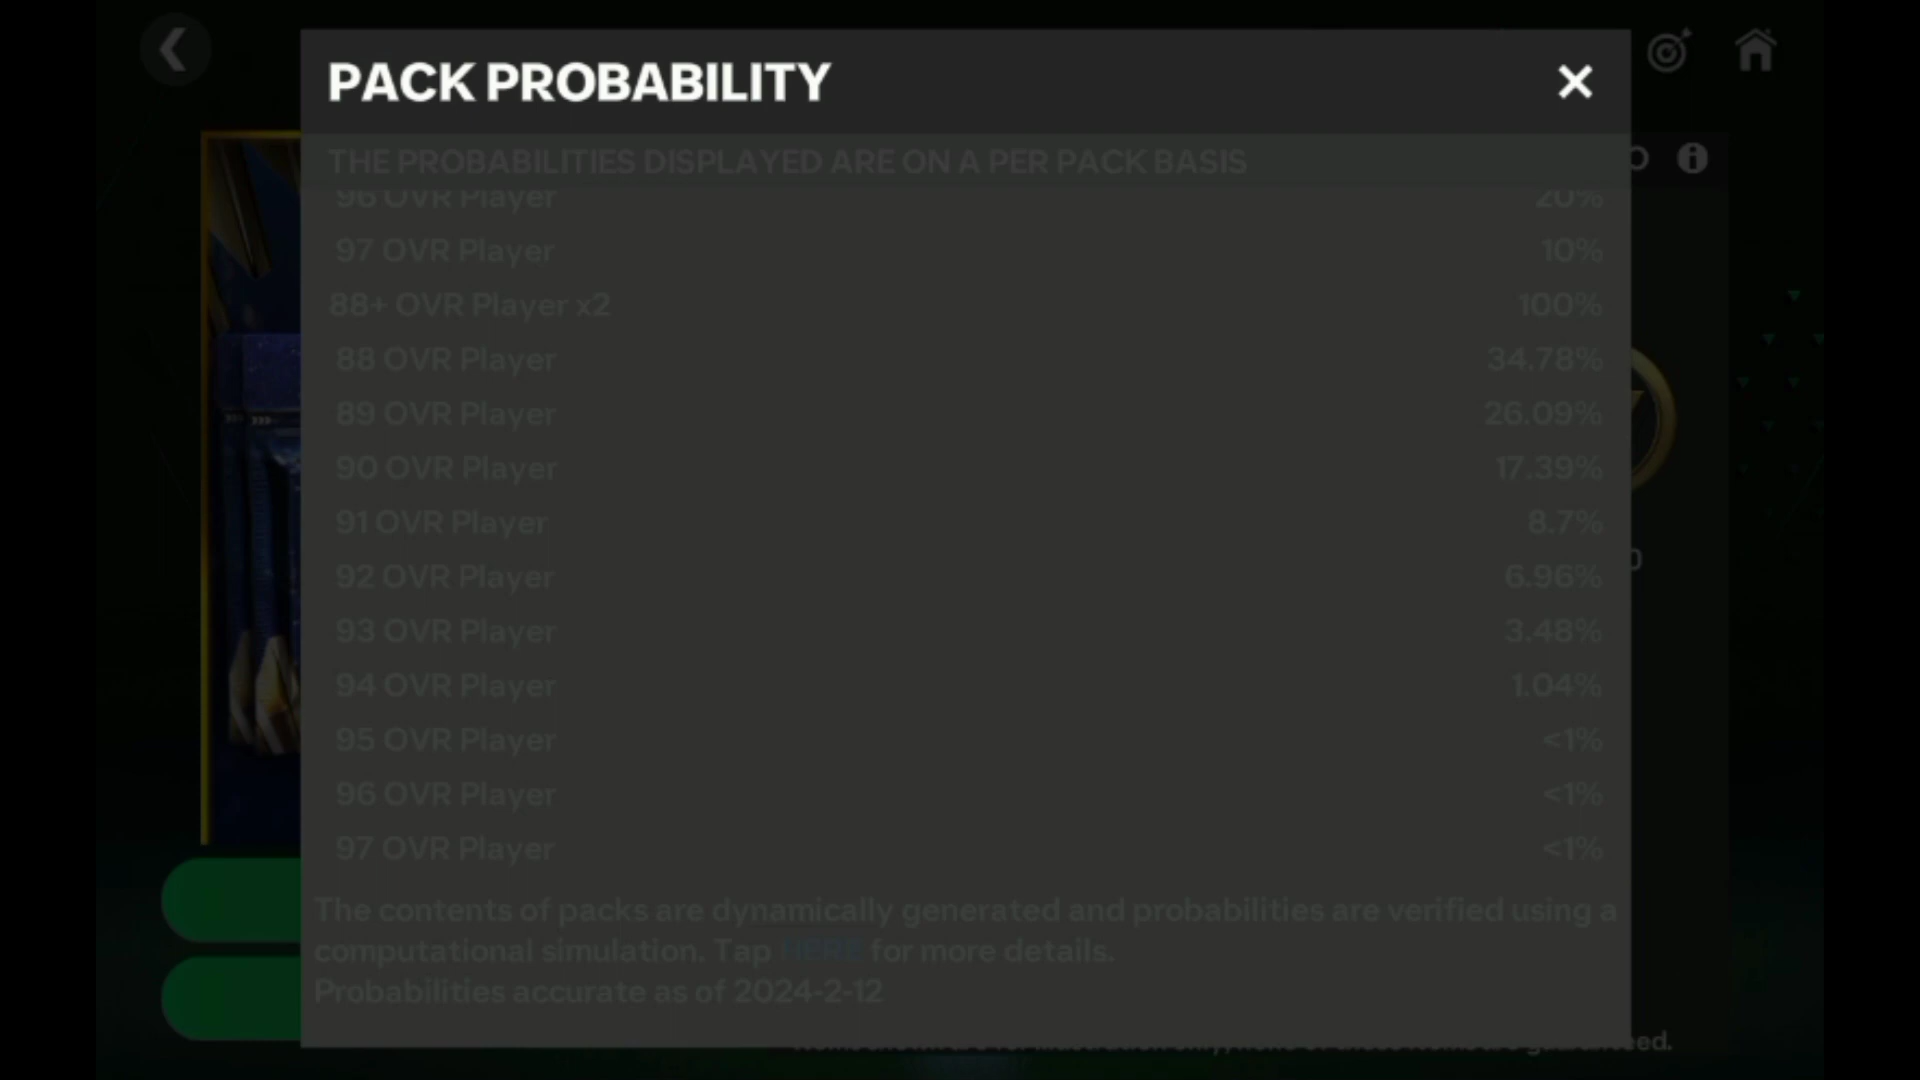 PACK PROBABILITY
THE PROBABILITIES DISPLAYED ARE ON A PER PACK BASIS
96 OVR Player 20%
97 OVR Player 10%
88+ OVR Player x2 100%
88 OVR Player 34.78%
89 OVR Player 26.09%
90 OVR Player 17.39%
91 OVR Player 8.7%
92 OVR Player 6.96%
93 OVR Player 3.48%
94 OVR Player 1.04%
95 OVR Player <1%
96 OVR Player <1%
97 OVR Player <1%
The contents of packs are dynamically generated and probabilities are verified using a
computational simulation. Tap HERE for more details.
Probabilities accurate as of 2024-2-12